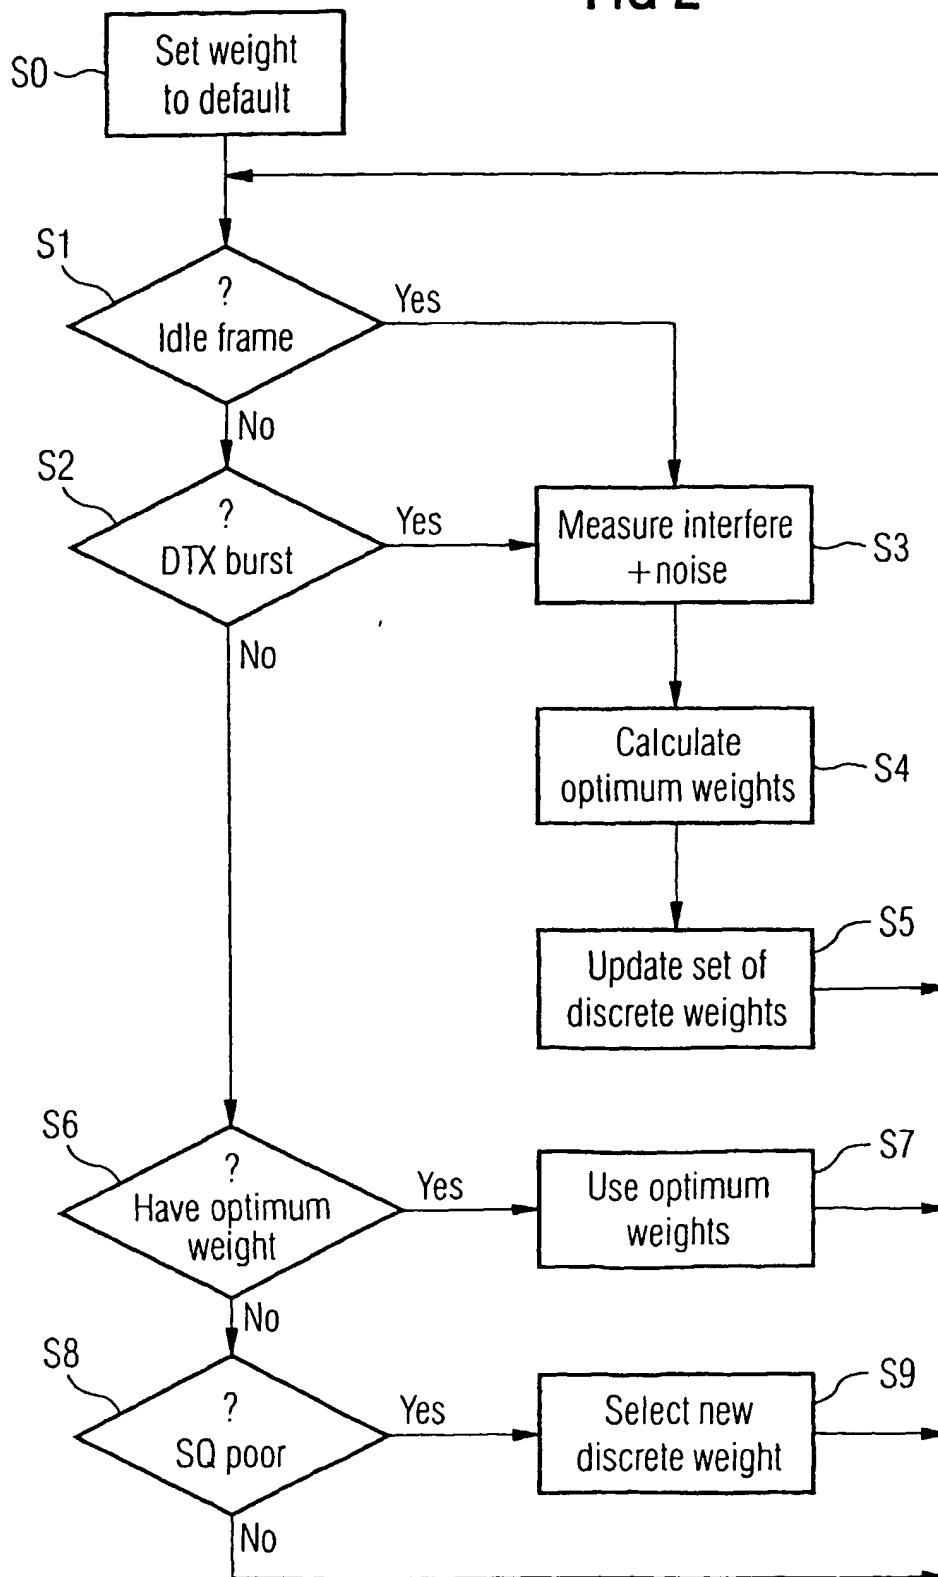 FIG 2
S0
Set weight
to default
S1
?
Idle frame
Yes
No
S2
?
DTX burst
Yes
No
Measure interfere
+noise
S3
Calculate
optimum weights
S4
Update set of
discrete weights
S5
S6
?
Have optimum
weight
Yes
No
Use optimum
weights
S7
S8
?
SQ poor
Yes
No
Select new
discrete weight
S9